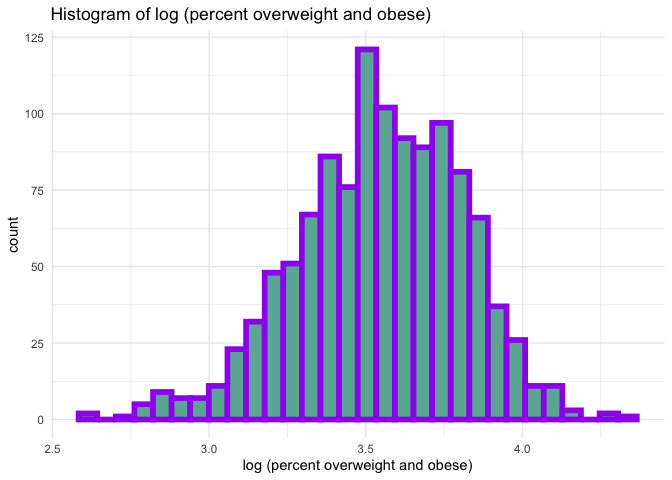 Histogram of log (percent overweight and obese)
125
100
75
50
25
0
count
2.5 3.0 3.5 4.0
log (percent overweight and obese)